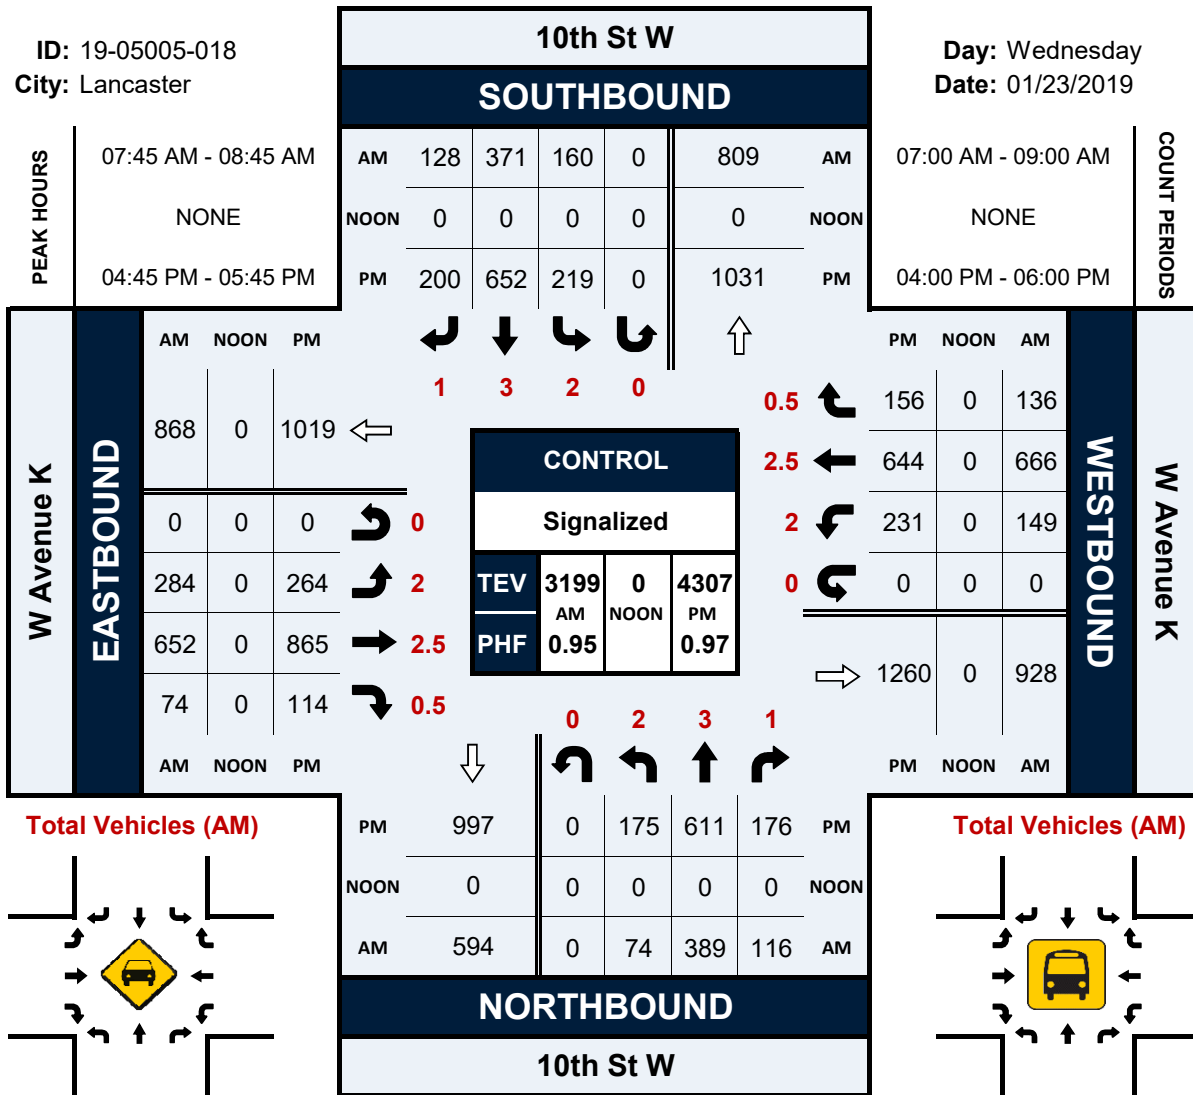 ID: 19-05005-018
City: Lancaster
10th St W
SOUTHBOUND
Day: Wednesday
Date: 01/23/2019
PEAK HOURS
07:45 AM - 08:45 AM
NONE
04:45 PM - 05:45 PM
AM 128 371 160 0 809 AM
NOON 0 0 0 0 0 NOON
PM 200 652 219 0 1031 PM
07:00 AM - 09:00 AM
NONE
04:00 PM - 06:00 PM
COUNT PERIODS
1 3 2 0
W Avenue K
EASTBOUND
AM NOON PM
868 0 1019
0 0 0 0
284 0 264 2
652 0 865 2.5
74 0 114 0.5
AM NOON PM
CONTROL
Signalized
TEV 3199 0 4307
AM NOON PM
PHF 0.95 0.97
PM NOON AM
0.5 156 0 136
2.5 644 0 666
2 231 0 149
0 0 0 0
1260 0 928
PM NOON AM
WESTBOUND
W Avenue K
0 2 3 1
PM 997 0 175 611 176 PM
NOON 0 0 0 0 0 NOON
AM 594 0 74 389 116 AM
NORTHBOUND
10th St W
Total Vehicles (AM)
Total Vehicles (AM)